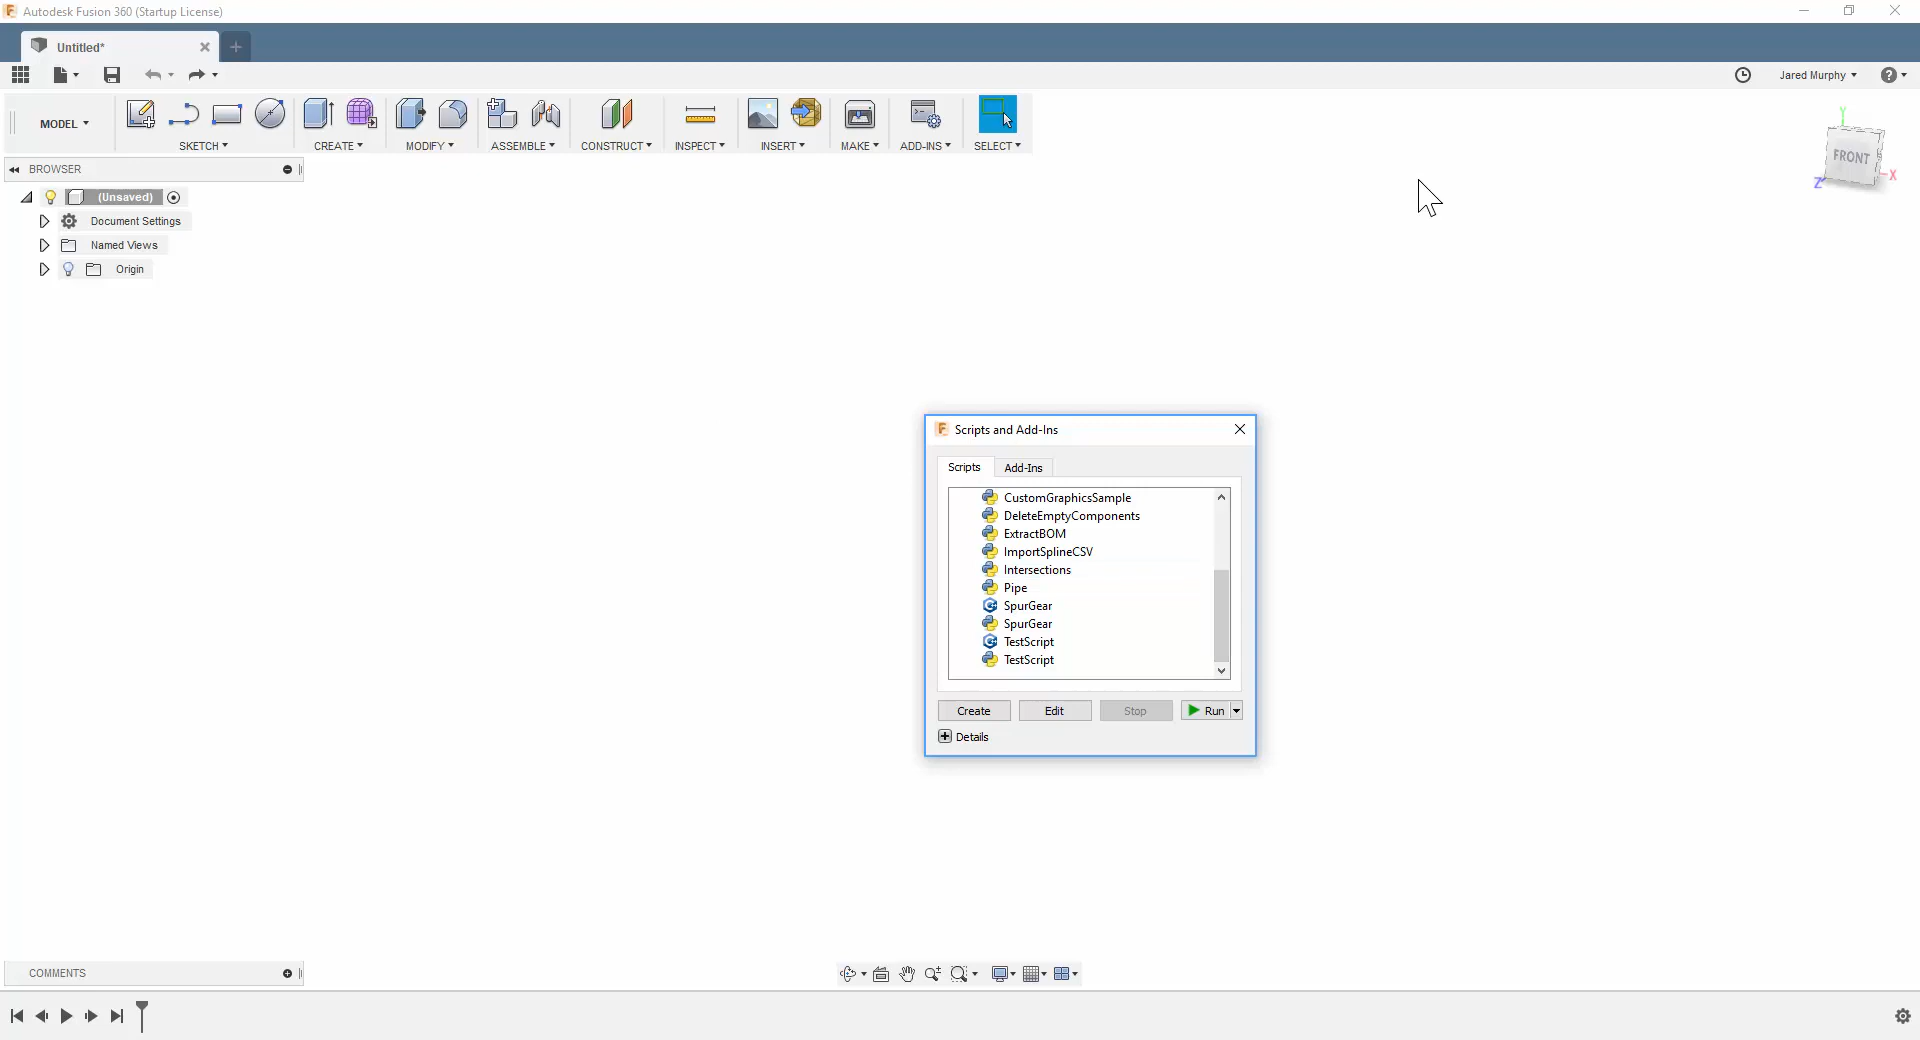 Autodesk Fusion 360 (Startup License)
Untitled*
Jared Murphy
MODEL
SKETCH
CREATE
MODIFY
ASSEMBLE
CONSTRUCT
INSPECT
INSERT
MAKE
ADD-INS
SELECT
Y
FRONT
Z
X
BROWSER
(Unsaved)
Document Settings
Named Views
Origin
Scripts and Add-Ins
Scripts
Add-Ins
CustomGraphicsSample
DeleteEmptyComponents
ExtractBOM
ImportSplineCSV
Intersections
Pipe
SpurGear
SpurGear
TestScript
TestScript
Create
Edit
Stop
Run
Details
COMMENTS